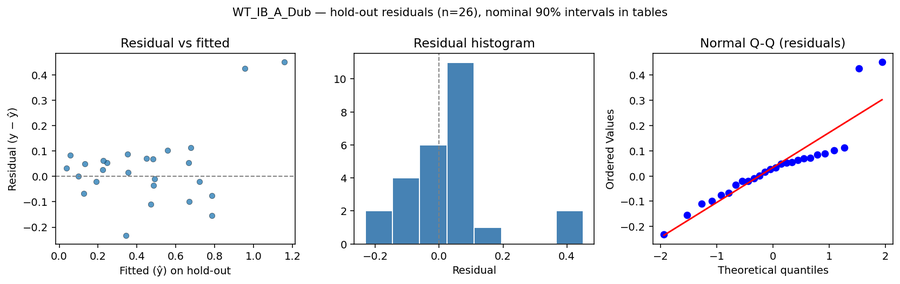 WT_IB_A_Dub — hold-out residuals (n=26), nominal 90% intervals in tables
Residual vs fitted
Residual (y − ŷ)
0.4
0.3
0.2
0.1
0.0
−0.1
−0.2
0.0 0.2 0.4 0.6 0.8 1.0 1.2
Fitted (ŷ) on hold-out
Residual histogram
10
8
6
4
2
0
−0.2 0.0 0.2 0.4
Residual
Normal Q-Q (residuals)
Ordered Values
0.4
0.3
0.2
0.1
0.0
−0.1
−0.2
−2 −1 0 1 2
Theoretical quantiles